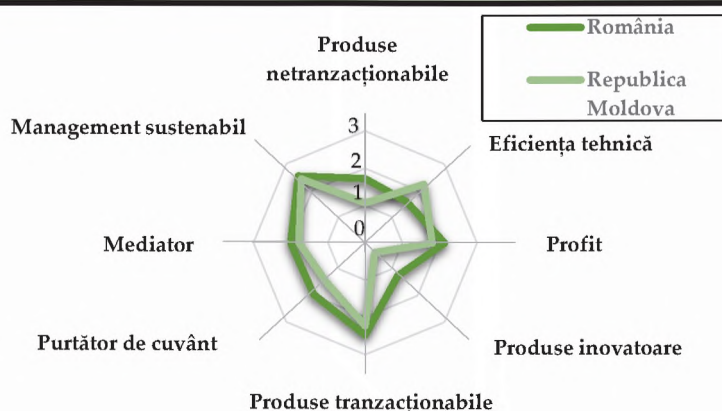 România
Republica
Moldova
Produse
netranzacționabile
Management sustenabil
Eficiența tehnică
3
2
1
0
Mediator
Profit
Purtător de cuvânt
Produse inovatoare
Produse tranzacționabile